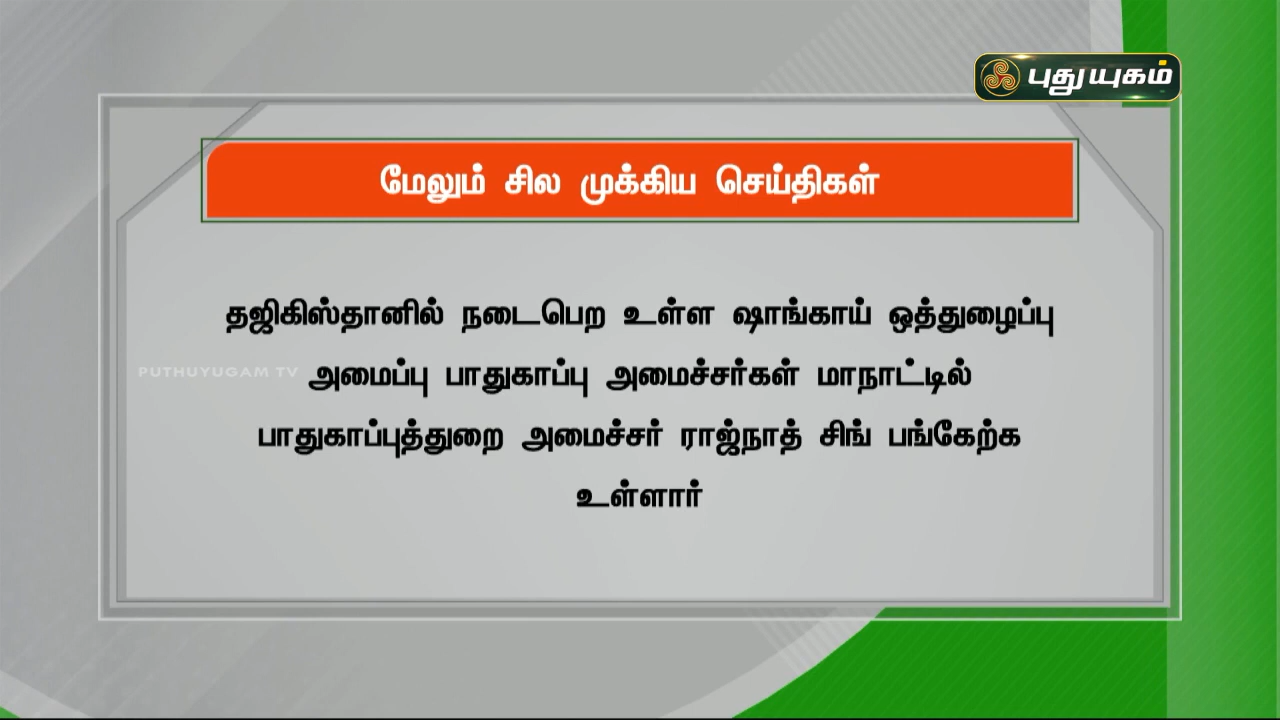 புதுயுகம்
மேலும் சில முக்கிய செய்திகள்
தஜிகிஸ்தானில் நடைபெற உள்ள ஷாங்காய் ஒத்துழைப்பு
அமைப்பு பாதுகாப்பு அமைச்சர்கள் மாநாட்டில்
பாதுகாப்புத்துறை அமைச்சர் ராஜ்நாத் சிங் பங்கேற்க
உள்ளார்
PUTHUYUGAM TV